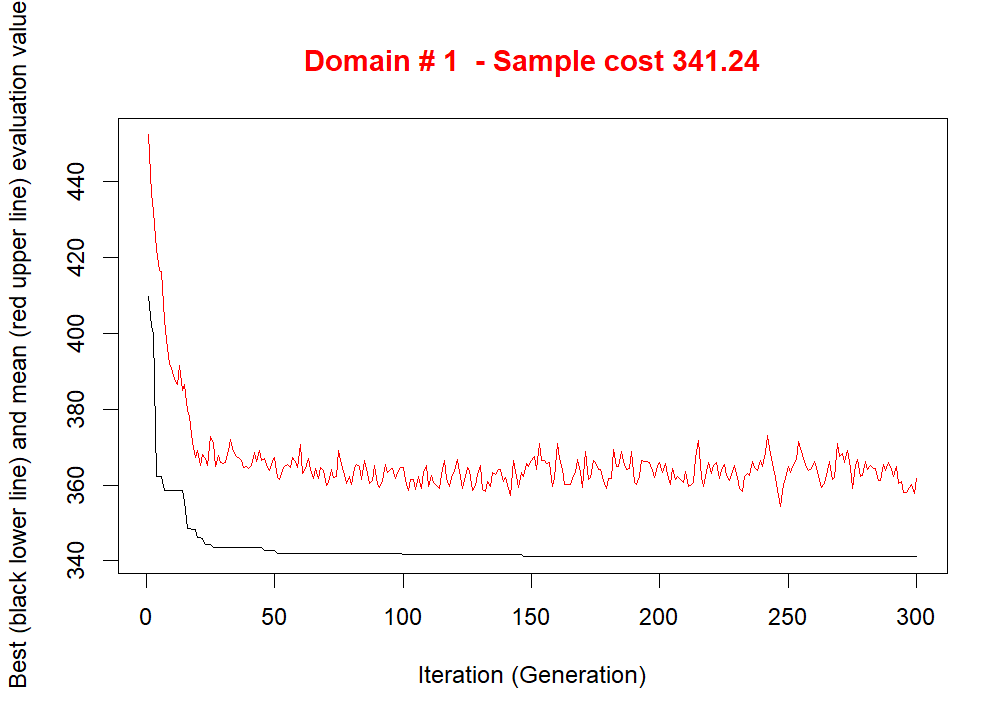 Domain # 1  - Sample cost 341.24
Best (black lower line) and mean (red upper line) evaluation value
440
420
400
380
360
340
0 50 100 150 200 250 300
Iteration (Generation)